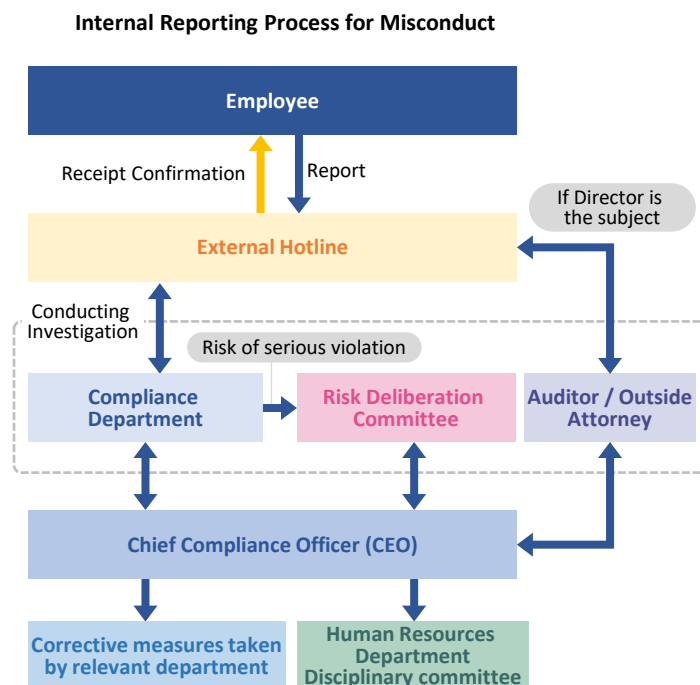 Internal Reporting Process for Misconduct
Employee
Receipt Confirmation
Report
If Director is
the subject
External Hotline
Conducting
Investigation
Risk of serious violation
Compliance
Department
Risk Deliberation
Committee
Auditor / Outside
Attorney
Chief Compliance Officer (CEO)
Corrective measures taken
by relevant department
Human Resources
Department
Disciplinary committee